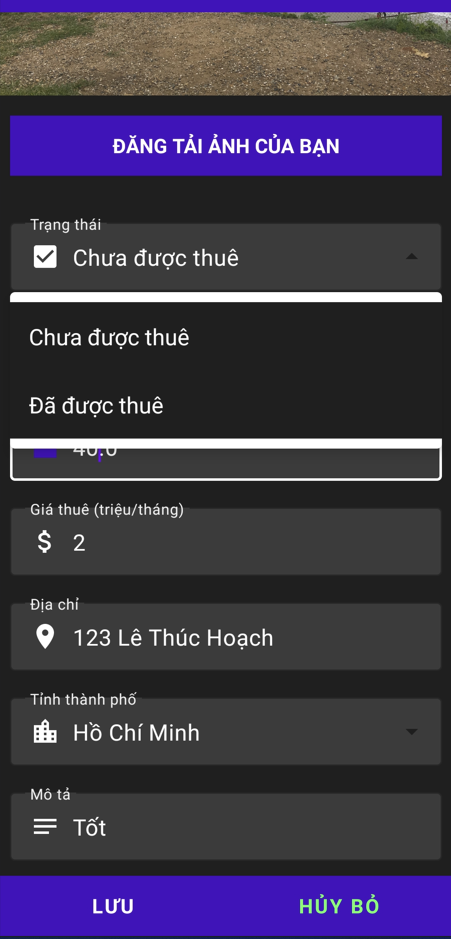 ĐĂNG TẢI ẢNH CỦA BẠN
Trạng thái
Chưa được thuê
Chưa được thuê
Đã được thuê
Giá thuê (triệu/tháng)
$ 2
Địa chỉ
123 Lê Thúc Hoạch
Tỉnh thành phố
Hồ Chí Minh
Mô tả
Tốt
LƯU
HỦY BỎ